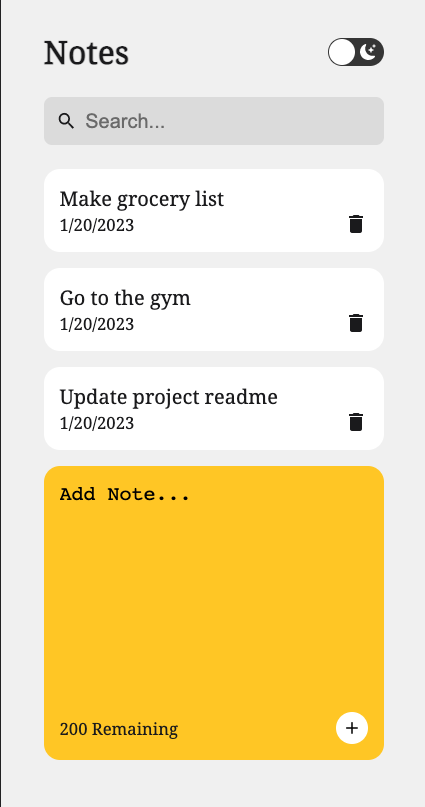 Notes
Search...
Make grocery list
1/20/2023
Go to the gym
1/20/2023
Update project readme
1/20/2023
Add Note...
200 Remaining